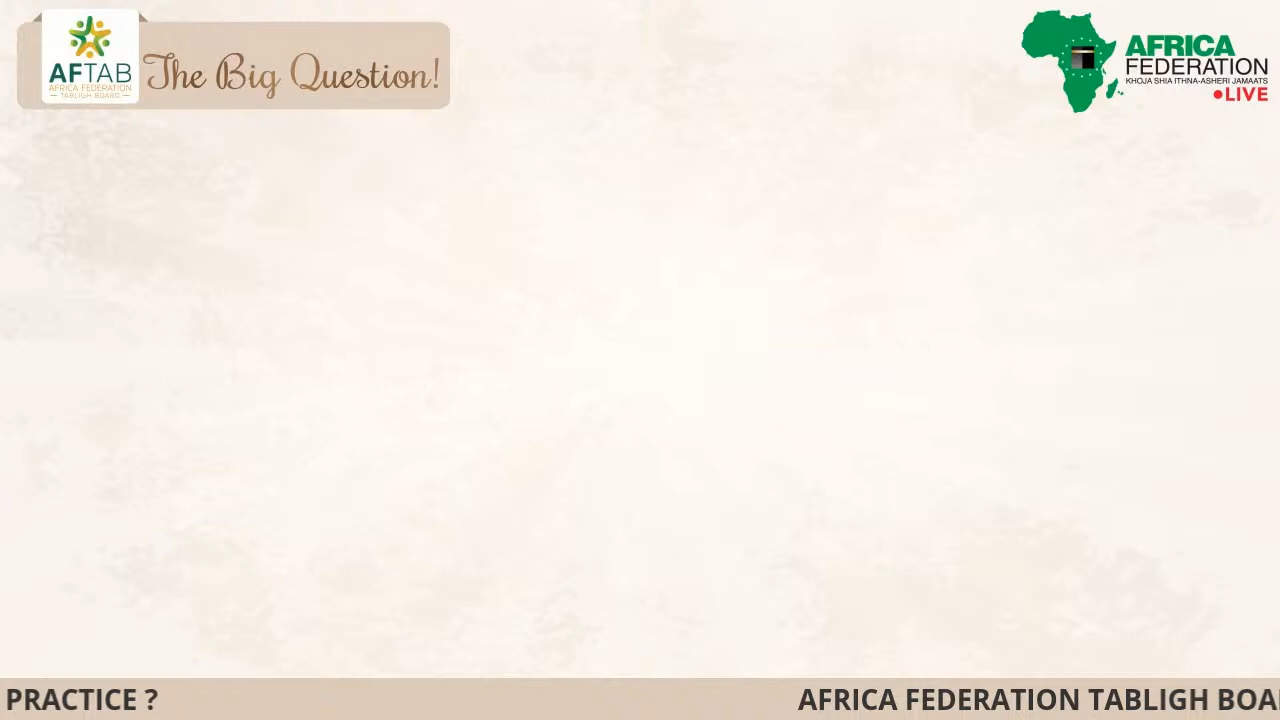 AFTAB
AFRICA FEDERATION
— TABLIGH BOARD —
The Big Question!
AFRICA
FEDERATION
KHOJA SHIA ITHNA-ASHERI JAMAATS
LIVE
PRACTICE ?
AFRICA FEDERATION TABLIGH BOA